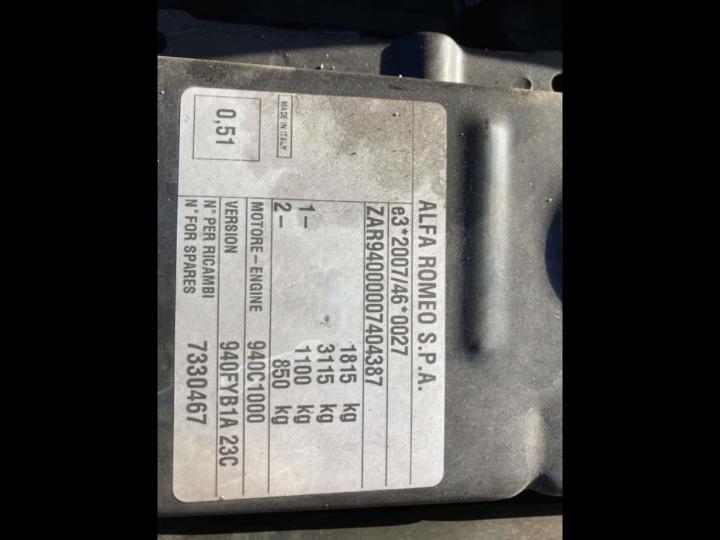 ALFA ROMEO S.P.A.
e3*2007/46*0027
ZAR94000007404387
1815 kg
3115 kg
1 – 1100 kg
2 – 850 kg
MADE IN ITALY
MOTORE – ENGINE 940C1000
0,51
VERSION 940FYB1A 23C
N° PER RICAMBI
N° FOR SPARES 7330467